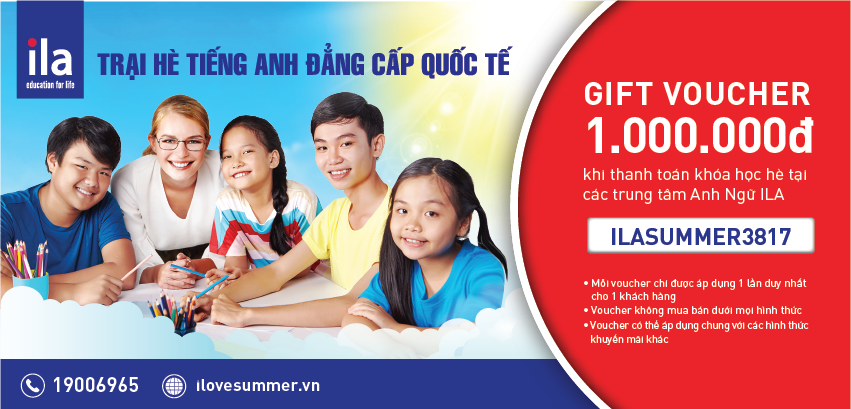 ila
education for life
TRẠI HÈ TIẾNG ANH ĐẲNG CẤP QUỐC TẾ
GIFT VOUCHER
1.000.000đ
khi thanh toán khóa học hè tại
các trung tâm Anh Ngữ ILA
ILASUMMER3817
• Mỗi voucher chỉ được áp dụng 1 lần duy nhất
cho 1 khách hàng
• Voucher không mua bán dưới mọi hình thức
• Voucher có thể áp dụng chung với các hình thức
khuyến mãi khác
19006965
ilovesummer.vn